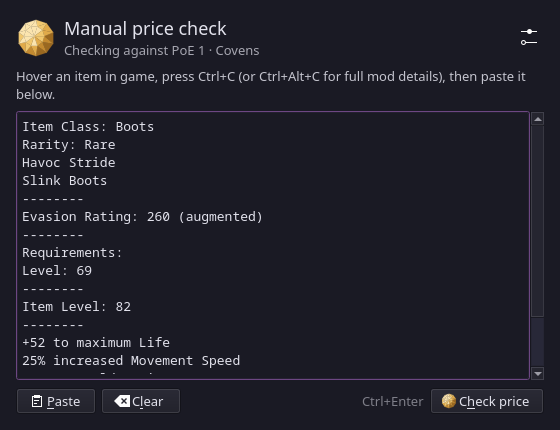 Manual price check
Checking against PoE 1 · Covens
Hover an item in game, press Ctrl+C (or Ctrl+Alt+C for full mod details), then paste it
below.
Item Class: Boots
Rarity: Rare
Havoc Stride
Slink Boots
--------
Evasion Rating: 260 (augmented)
--------
Requirements:
Level: 69
--------
Item Level: 82
--------
+52 to maximum Life
25% increased Movement Speed
Paste
Clear
Ctrl+Enter
Check price